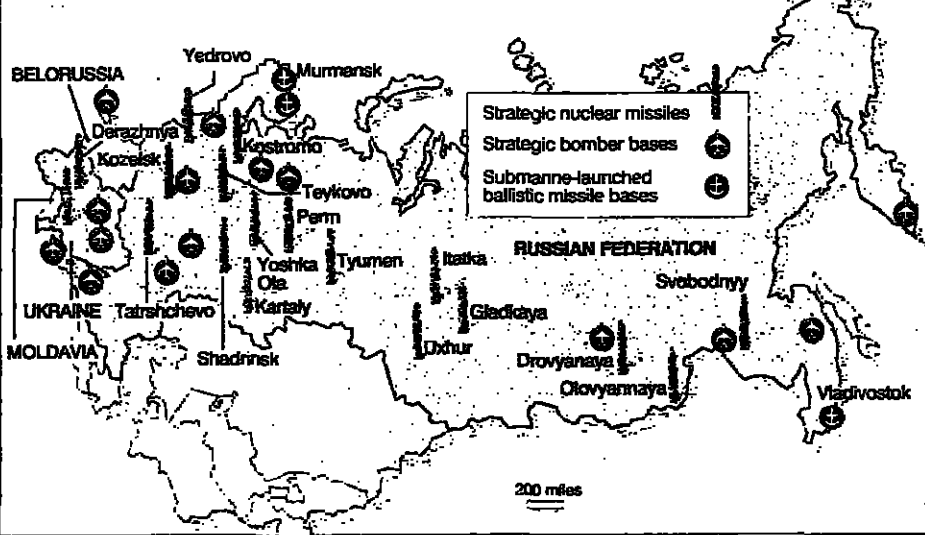 Yedrovo
BELORUSSIA
Murmansk
Derazhnya
Kozelsk
Kostromo
Teykovo
Perm
Strategic nuclear missiles
Strategic bomber bases
Submarine-launched
ballistic missile bases
RUSSIAN FEDERATION
Yoshka
Ola
Tyumen
Itatka
Svobodnyy
UKRAINE
Tatrshchevo
Kartaly
Gladkaya
MOLDAVIA
Shadrinsk
Uxhur
Drovyanaya
Olovyannaya
Vladivostok
200 miles